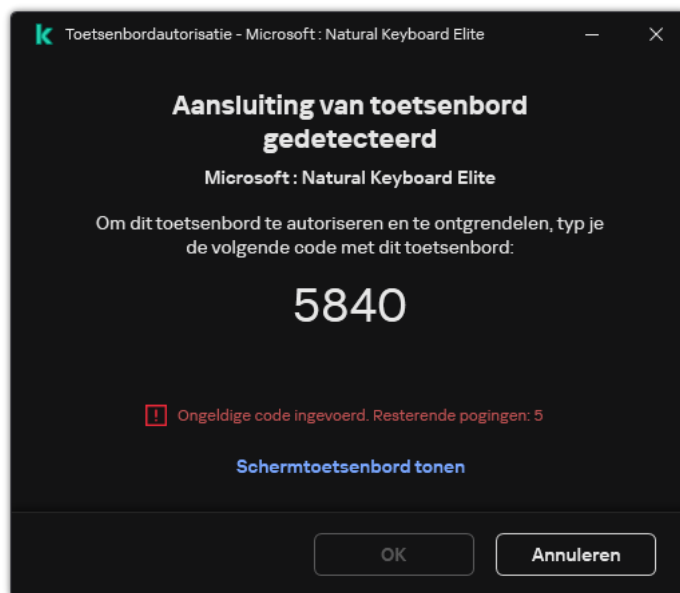 Toetsenbordautorisatie - Microsoft : Natural Keyboard Elite
Aansluiting van toetsenbord
gedetecteerd
Microsoft : Natural Keyboard Elite
Om dit toetsenbord te autoriseren en te ontgrendelen, typ je
de volgende code met dit toetsenbord:
5840
Ongeldige code ingevoerd. Resterende pogingen: 5
Schermtoetsenbord tonen
OK
Annuleren